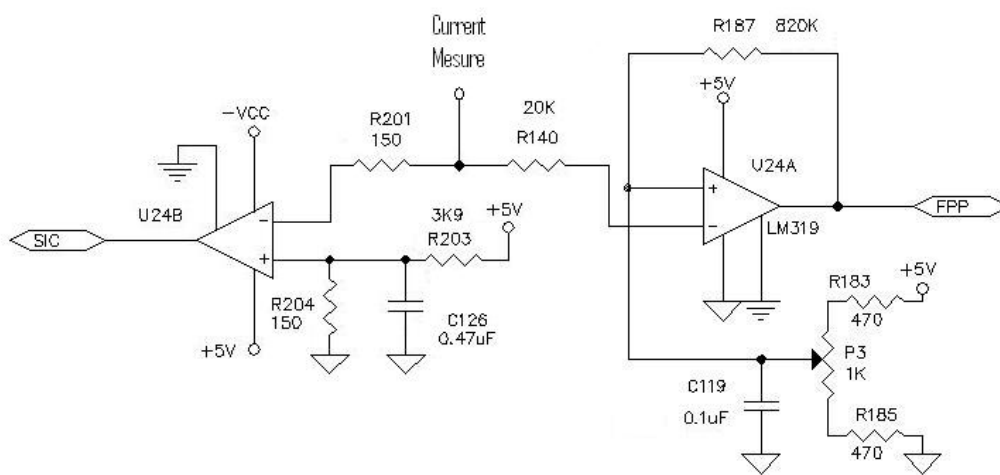 Current
Mesure
R187 820K
+5V
-VCC
R201
150
20K
R140
U24A
U24B
SIC
3K9
+5V
R203
LM319
FPP
R204
150
C126
0.47uF
+5V
R183
+5V
470
P3
1K
C119
0.1uF
R185
470
-
+
+
-